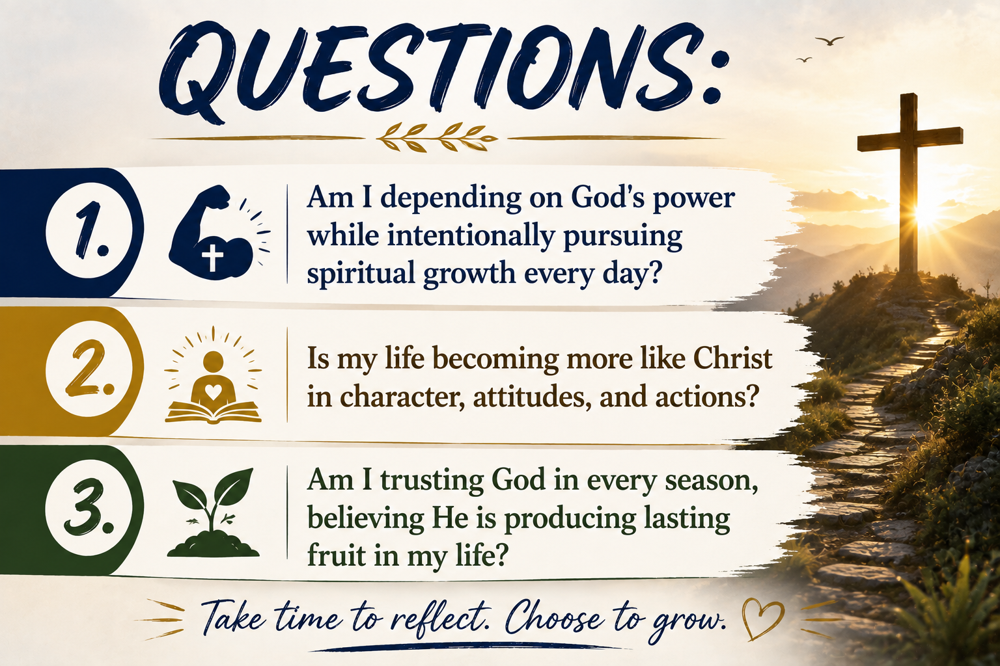 QUESTIONS:
1.
Am I depending on God's power
while intentionally pursuing
spiritual growth every day?
2.
Is my life becoming more like Christ
in character, attitudes, and actions?
3.
Am I trusting God in every season,
believing He is producing lasting
fruit in my life?
Take time to reflect. Choose to grow.